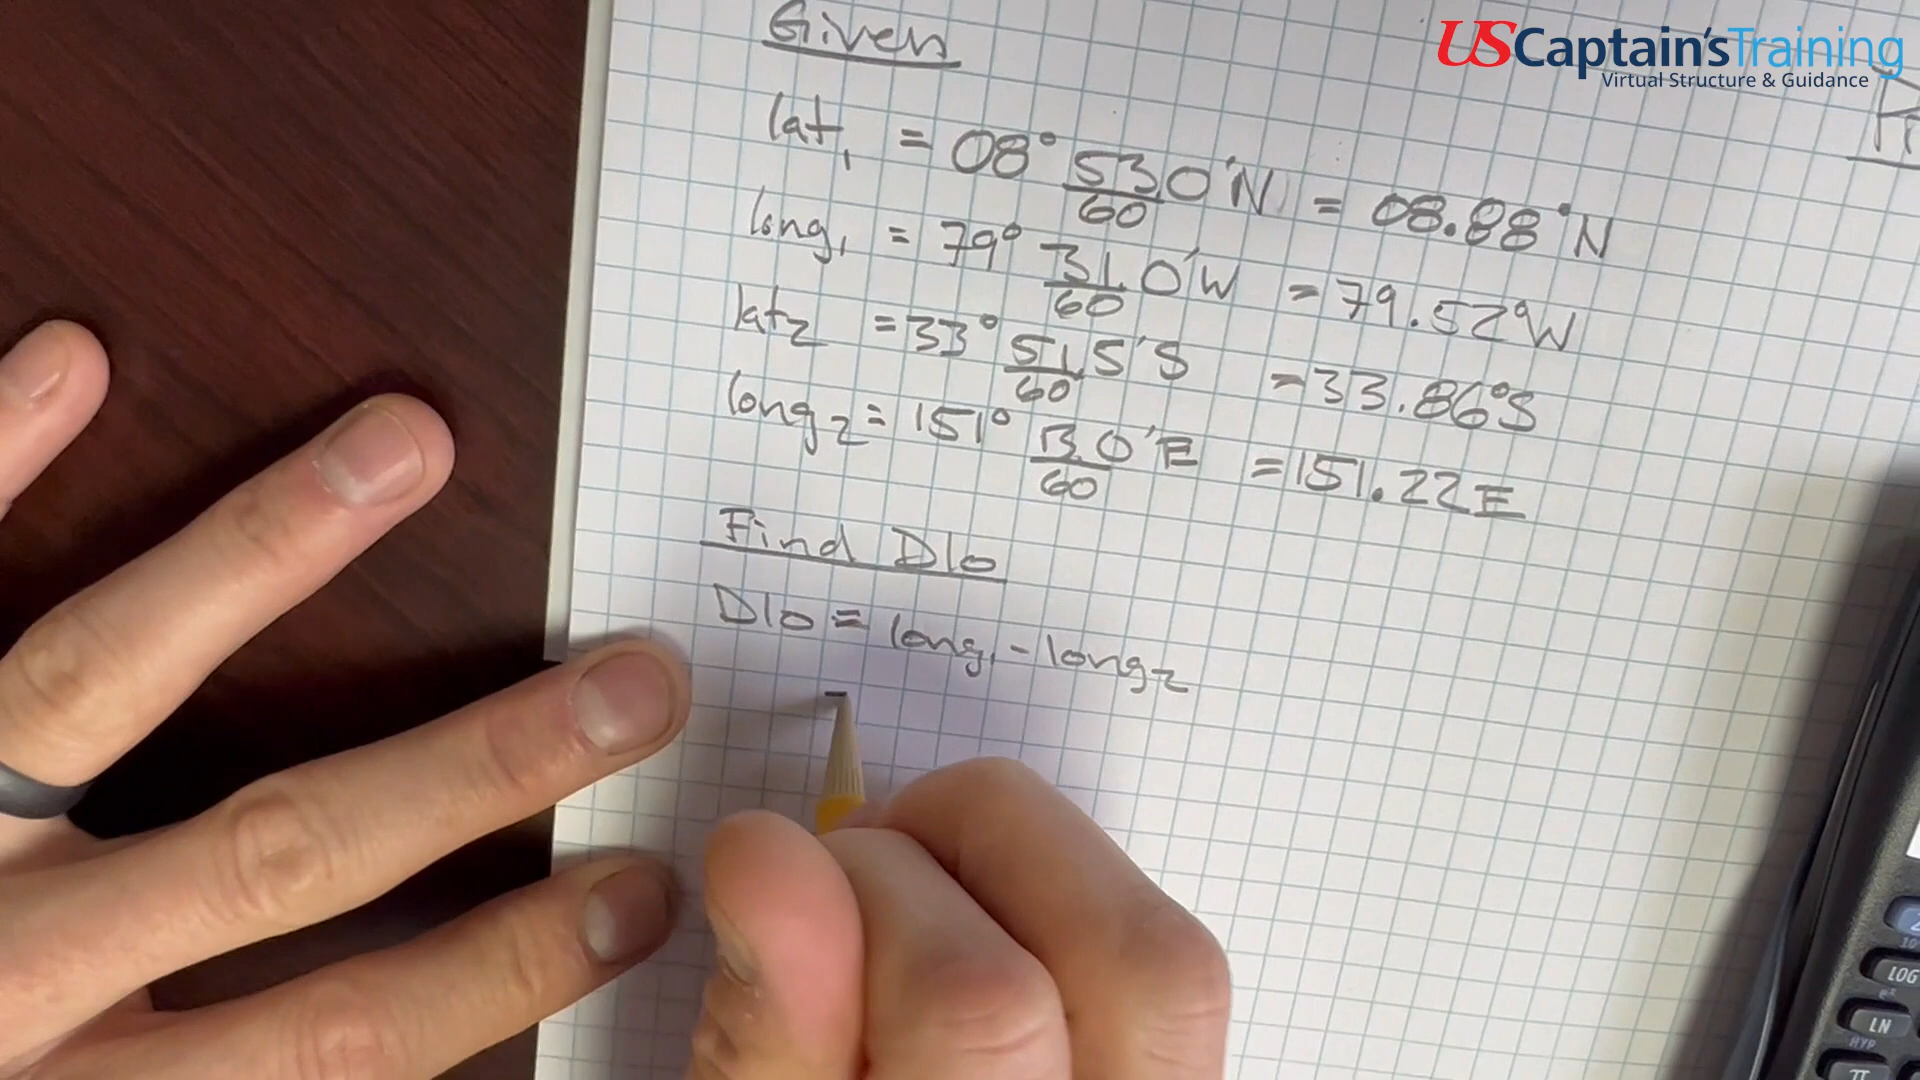 USCaptain'sTraining
Virtual Structure & Guidance
Given
lat1 = 08° 53.0'N = 08.88°N
60
long1 = 79° 31.0'W = 79.52°W
60
lat2 = 33° 51.5'S = 33.86°S
60
long2 = 151° 13.0'E = 151.22E
60
Find Dlo
Dlo = long1 - long2
LOG
LN
HYP
π